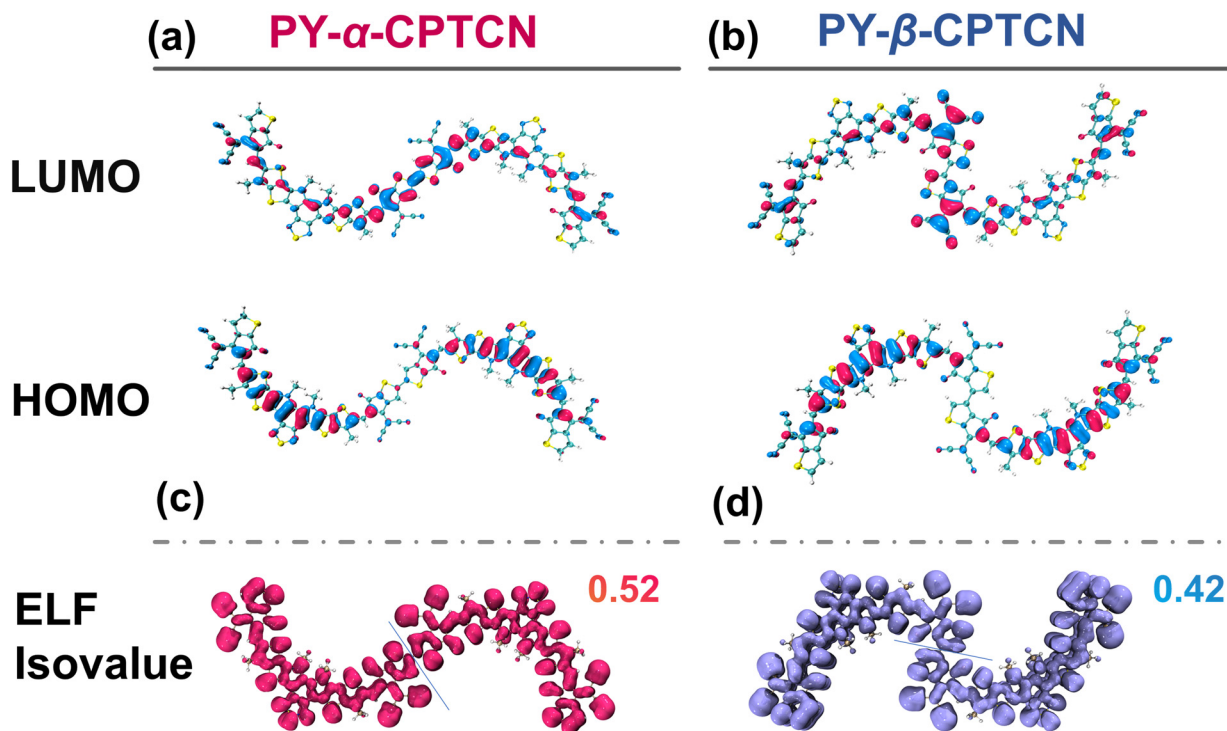 (a) PY-α-CPTCN
(b) PY-β-CPTCN
LUMO
HOMO
(c)
(d)
ELF
Isovalue
0.52
0.42